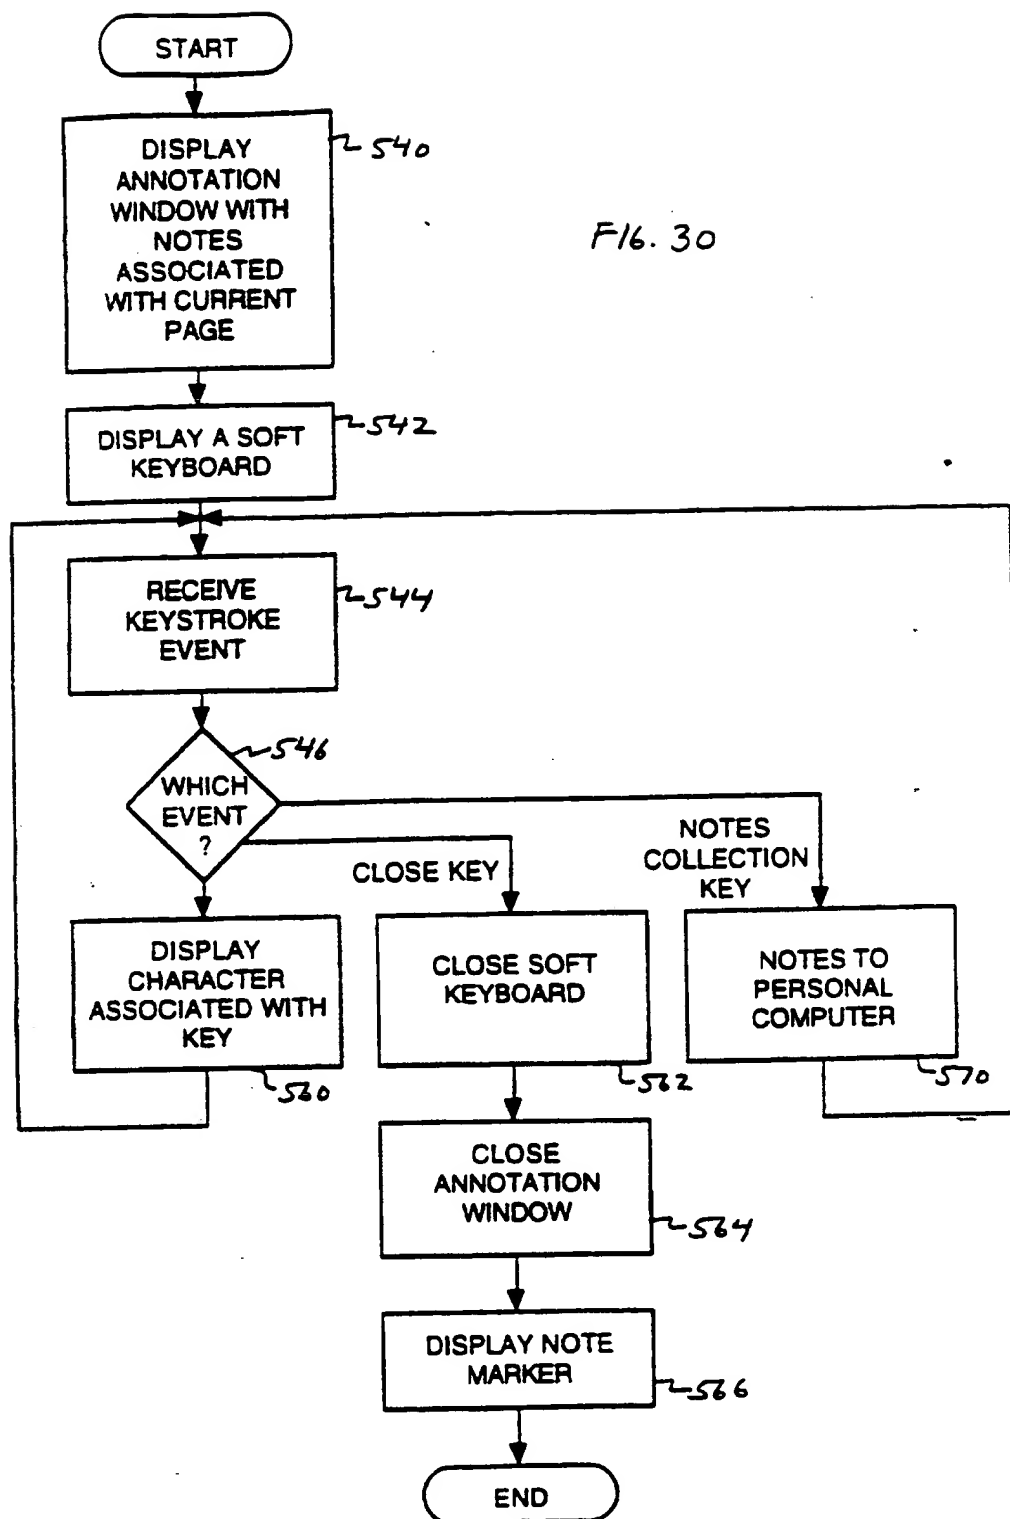 START
DISPLAY
ANNOTATION
WINDOW WITH
NOTES
ASSOCIATED
WITH CURRENT
PAGE
540
FIG. 30
DISPLAY A SOFT
KEYBOARD
542
RECEIVE
KEYSTROKE
EVENT
544
546
WHICH
EVENT
?
CLOSE KEY
NOTES
COLLECTION
KEY
DISPLAY
CHARACTER
ASSOCIATED WITH
KEY
560
CLOSE SOFT
KEYBOARD
562
NOTES TO
PERSONAL
COMPUTER
570
CLOSE
ANNOTATION
WINDOW
564
DISPLAY NOTE
MARKER
566
END